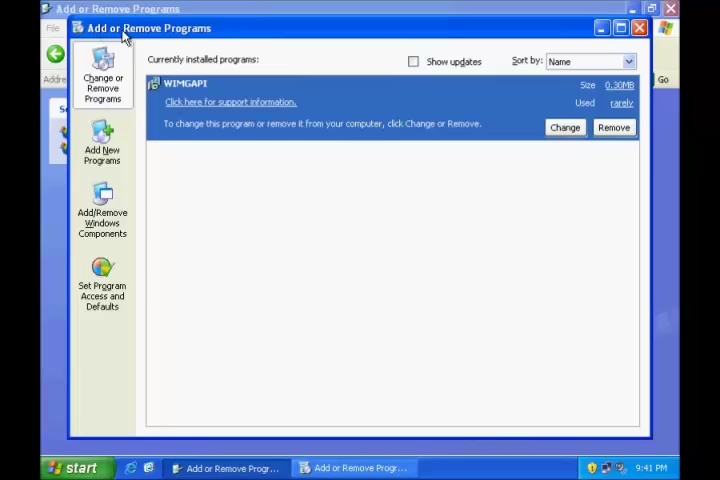 Add or Remove Programs
File
Add or Remove Programs
Currently installed programs:
Show updates
Sort by:
Name
Addre
Go
Change or
Remove
Programs
WIMGAPI
Size
0.30MB
Click here for support information.
Used
rarely
To change this program or remove it from your computer, click Change or Remove.
Change
Remove
Add New
Programs
Add/Remove
Windows
Components
Set Program
Access and
Defaults
start
Add or Remove Progr...
Add or Remove Progr...
9:41 PM